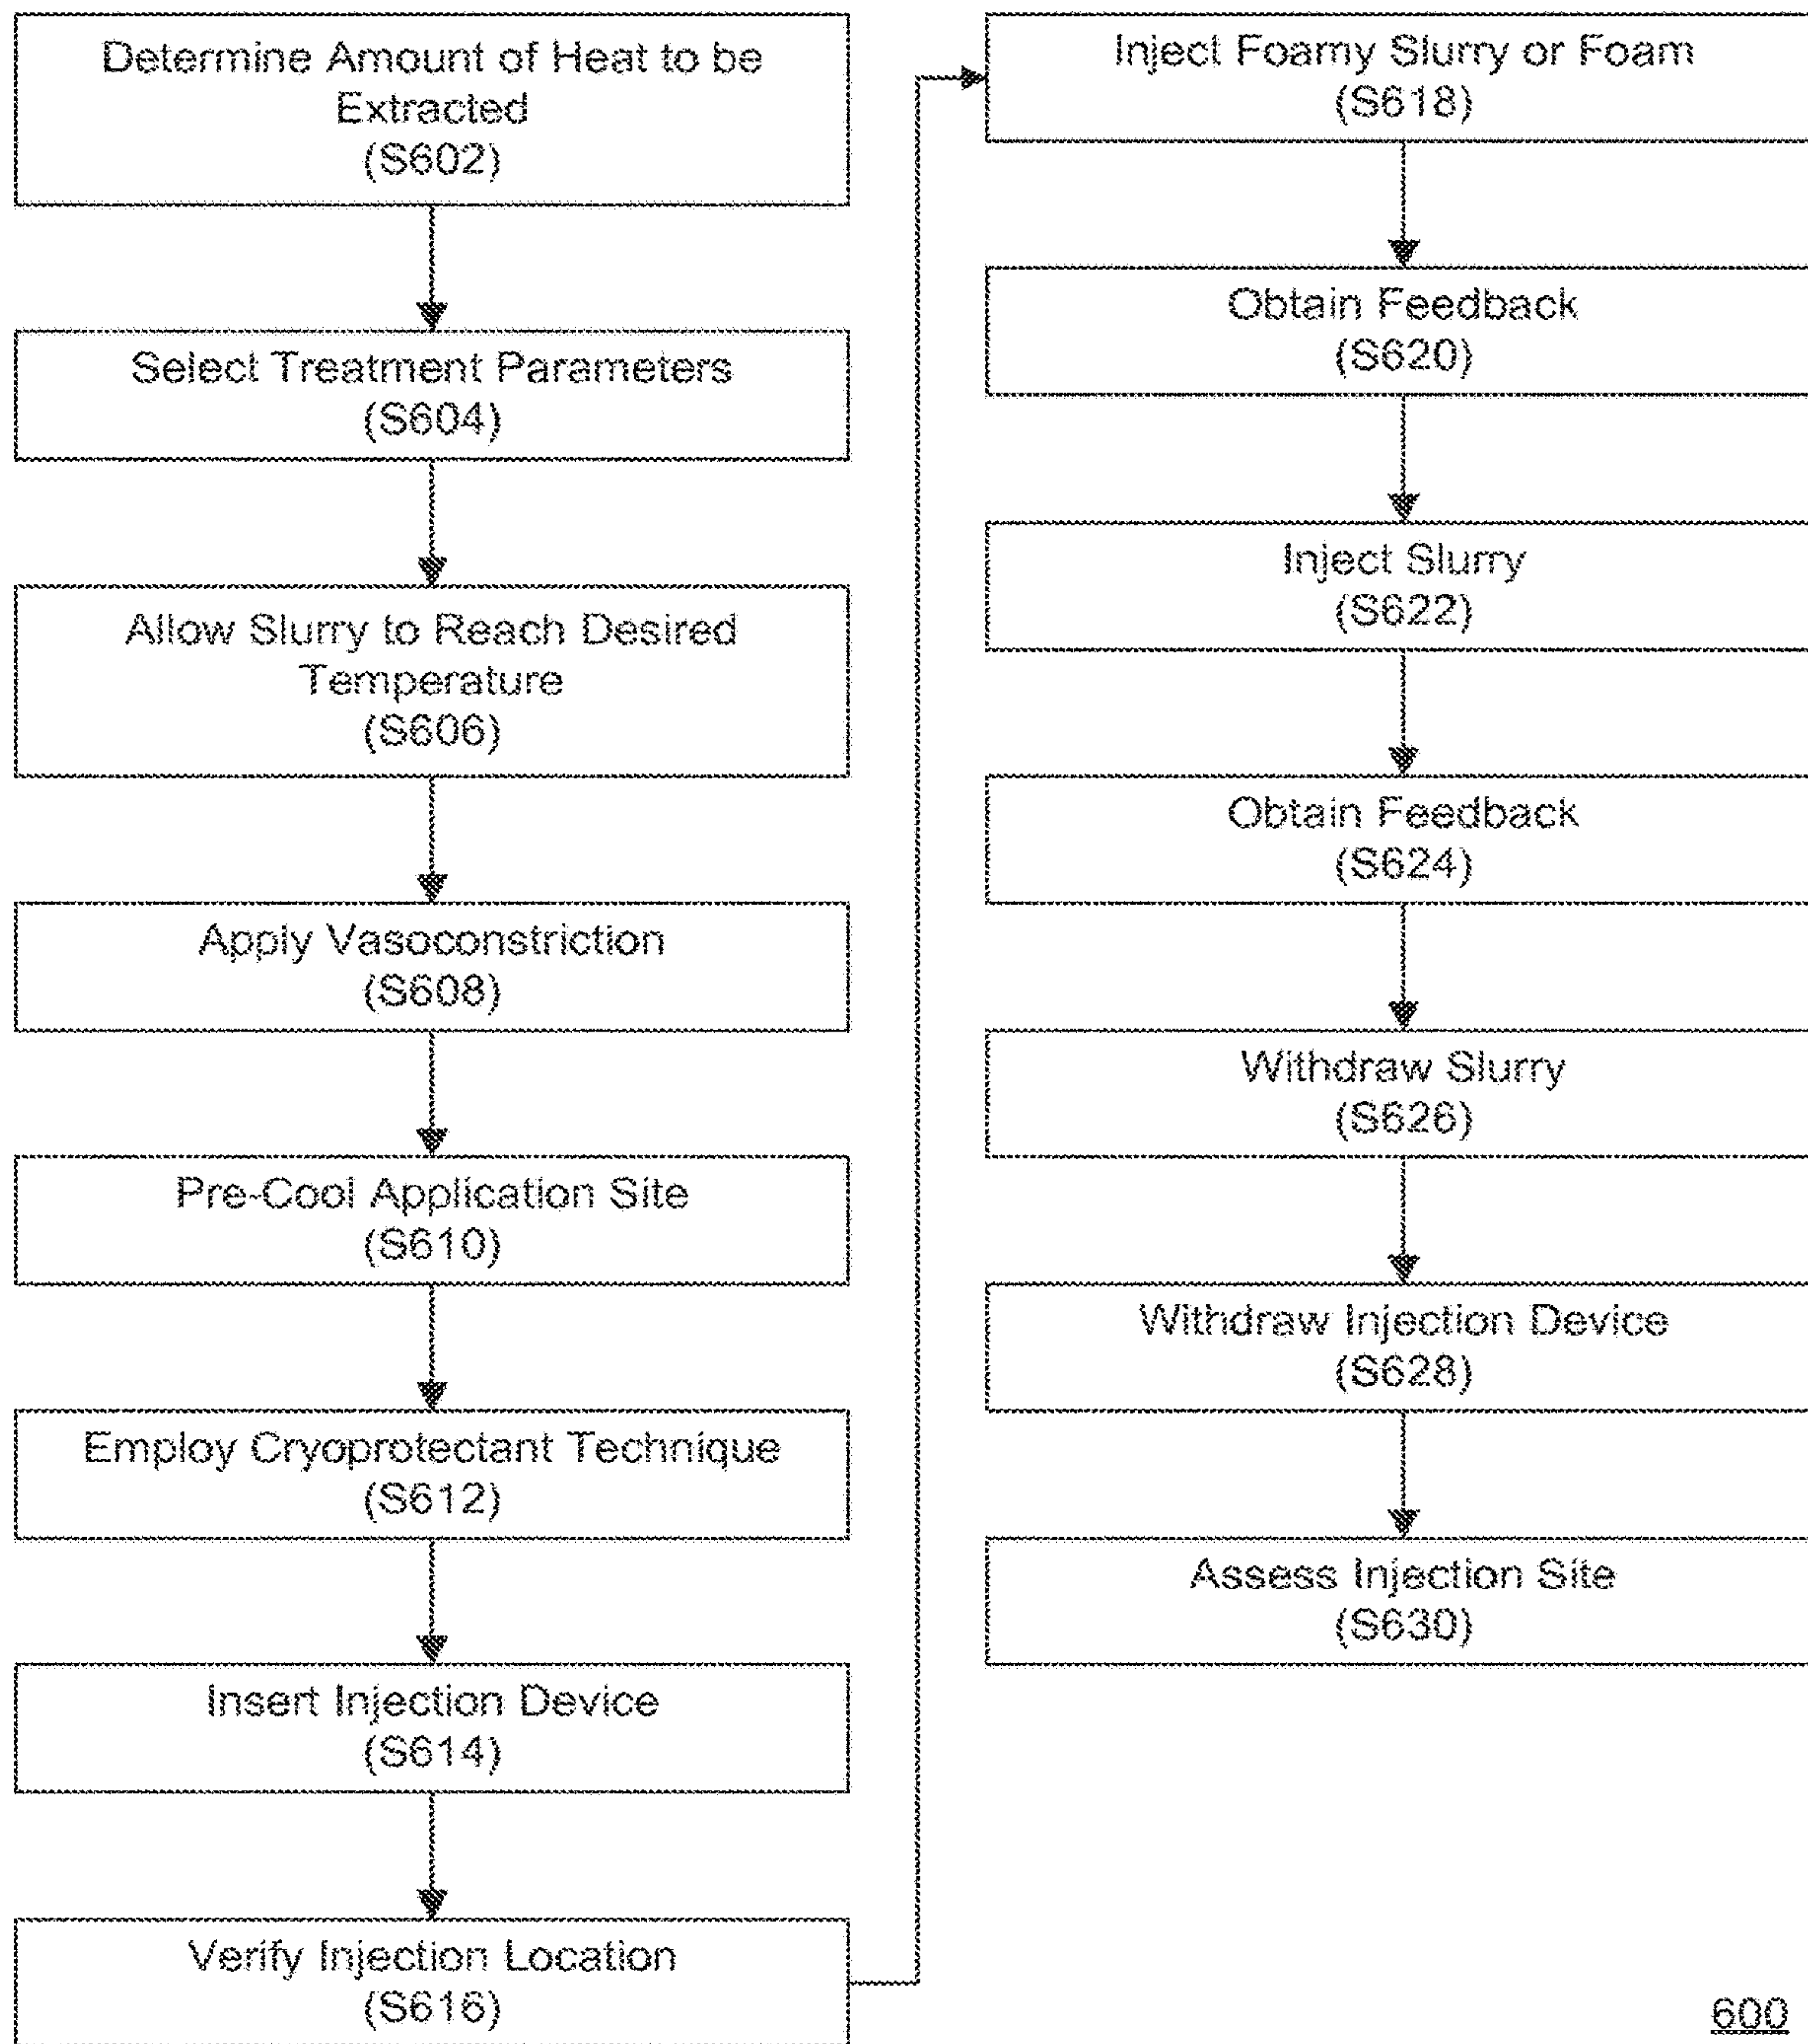 Determine Amount of Heat to be
Extracted
(S602)
Select Treatment Parameters
(S604)
Allow Slurry to Reach Desired
Temperature
(S606)
Apply Vasoconstriction
(S608)
Pre-Cool Application Site
(S610)
Employ Cryoprotectant Technique
(S612)
Insert Injection Device
(S614)
Verify Injection Location
(S616)
Inject Foamy Slurry or Foam
(S618)
Obtain Feedback
(S620)
Inject Slurry
(S622)
Obtain Feedback
(S624)
Withdraw Slurry
(S626)
Withdraw Injection Device
(S628)
Assess Injection Site
(S630)
600